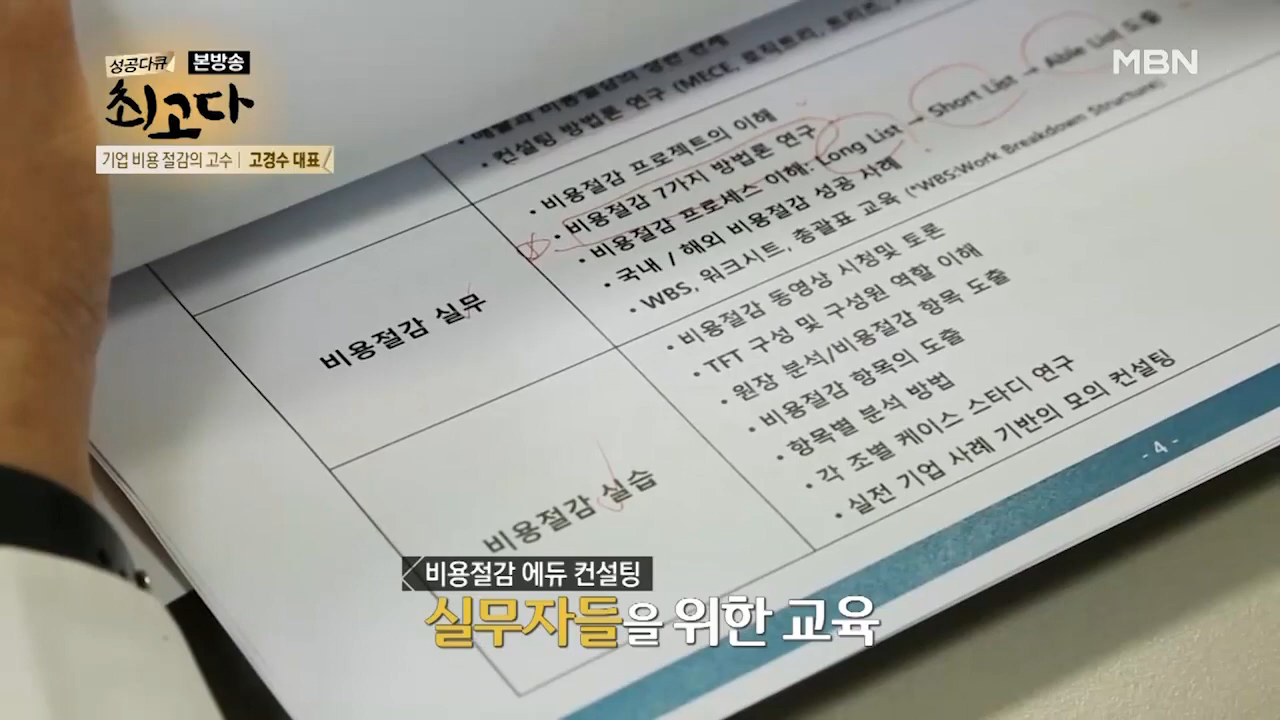 성공다큐 본방송
최고다
기업 비용 절감의 고수 | 고경수 대표
MBN
• 컨설팅 방법론 연구 (MECE, 로직트리, 트리즈,
비용절감 실무
• 비용절감 프로젝트의 이해
• 비용절감 7가지 방법론 연구
• 비용절감 프로세스 이해: Long List → Short List → Able List 도출
• 국내 / 해외 비용절감 성공 사례
• WBS, 워크시트, 총괄표 교육 (*WBS:Work Breakdown Structure)
비용절감 실습
• 비용절감 동영상 시청및 토론
• TFT 구성 및 구성원 역할 이해
• 원장 분석/비용절감 항목 도출
• 비용절감 항목의 도출
• 항목별 분석 방법
• 각 조별 케이스 스타디 연구
• 실전 기업 사례 기반의 모의 컨설팅
- 4 -
비용절감 에듀 컨설팅
실무자들을 위한 교육